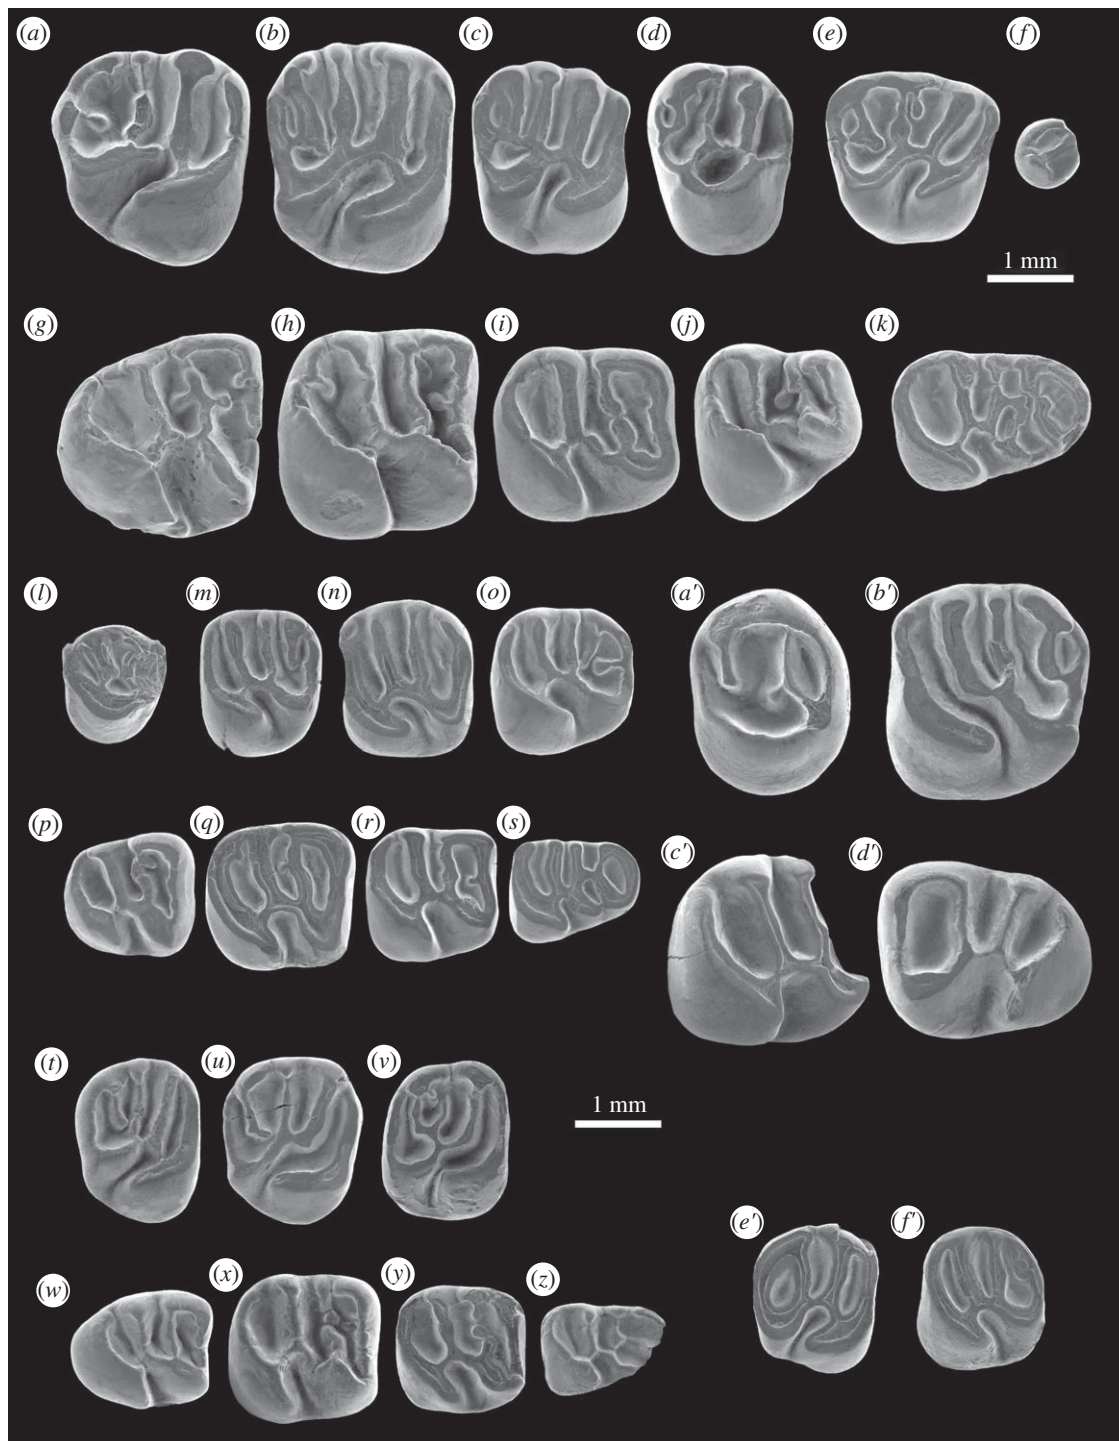 (a) (b) (c) (d) (e) (f)
1 mm
(g) (h) (i) (j) (k)
(l) (m) (n) (o) (a') (b')
(p) (q) (r) (s) (c') (d')
(t) (u) (v)
1 mm
(e') (f')
(w) (x) (y) (z)